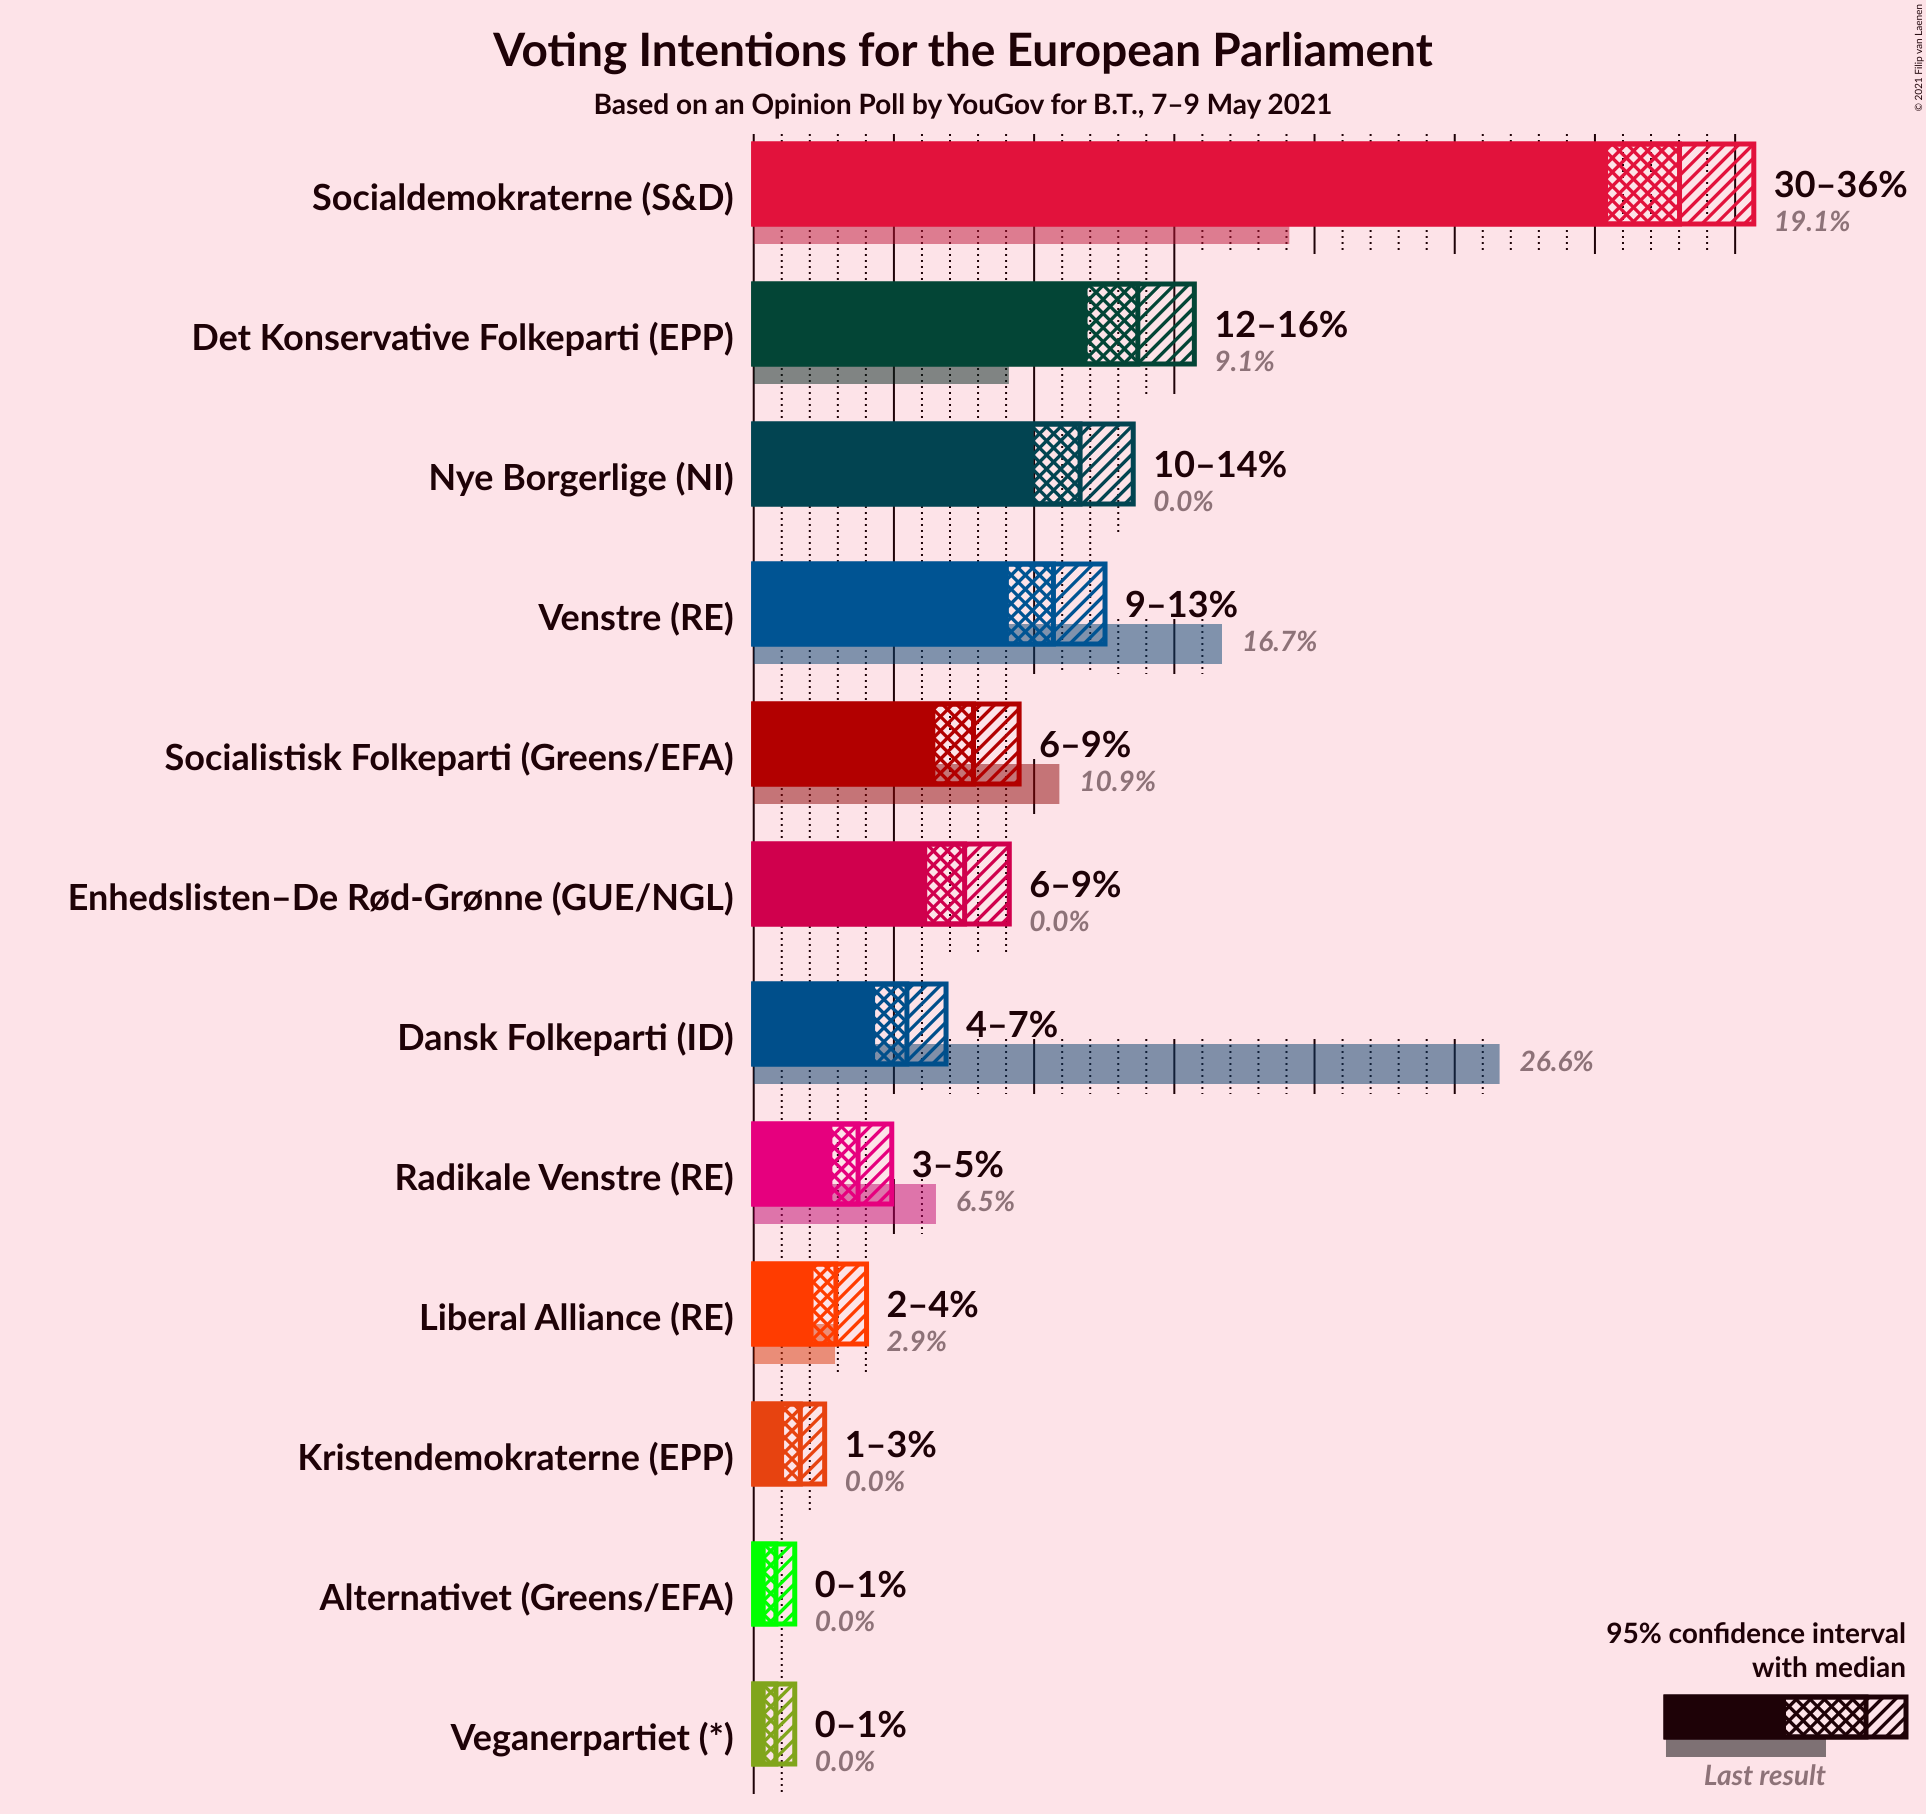 Voting Intentions for the European Parliament
Based on an Opinion Poll by YouGov for B.T., 7–9 May 2021
© 2021 Filip van Laenen
Socialdemokraterne (S&D)
30–36%
19.1%
Det Konservative Folkeparti (EPP)
12–16%
9.1%
Nye Borgerlige (NI)
10–14%
0.0%
Venstre (RE)
9–13%
16.7%
Socialistisk Folkeparti (Greens/EFA)
6–9%
10.9%
Enhedslisten–De Rød-Grønne (GUE/NGL)
6–9%
0.0%
Dansk Folkeparti (ID)
4–7%
26.6%
Radikale Venstre (RE)
3–5%
6.5%
Liberal Alliance (RE)
2–4%
2.9%
Kristendemokraterne (EPP)
1–3%
0.0%
Alternativet (Greens/EFA)
0–1%
0.0%
Veganerpartiet (*)
0–1%
0.0%
95% confidence interval
with median
Last result